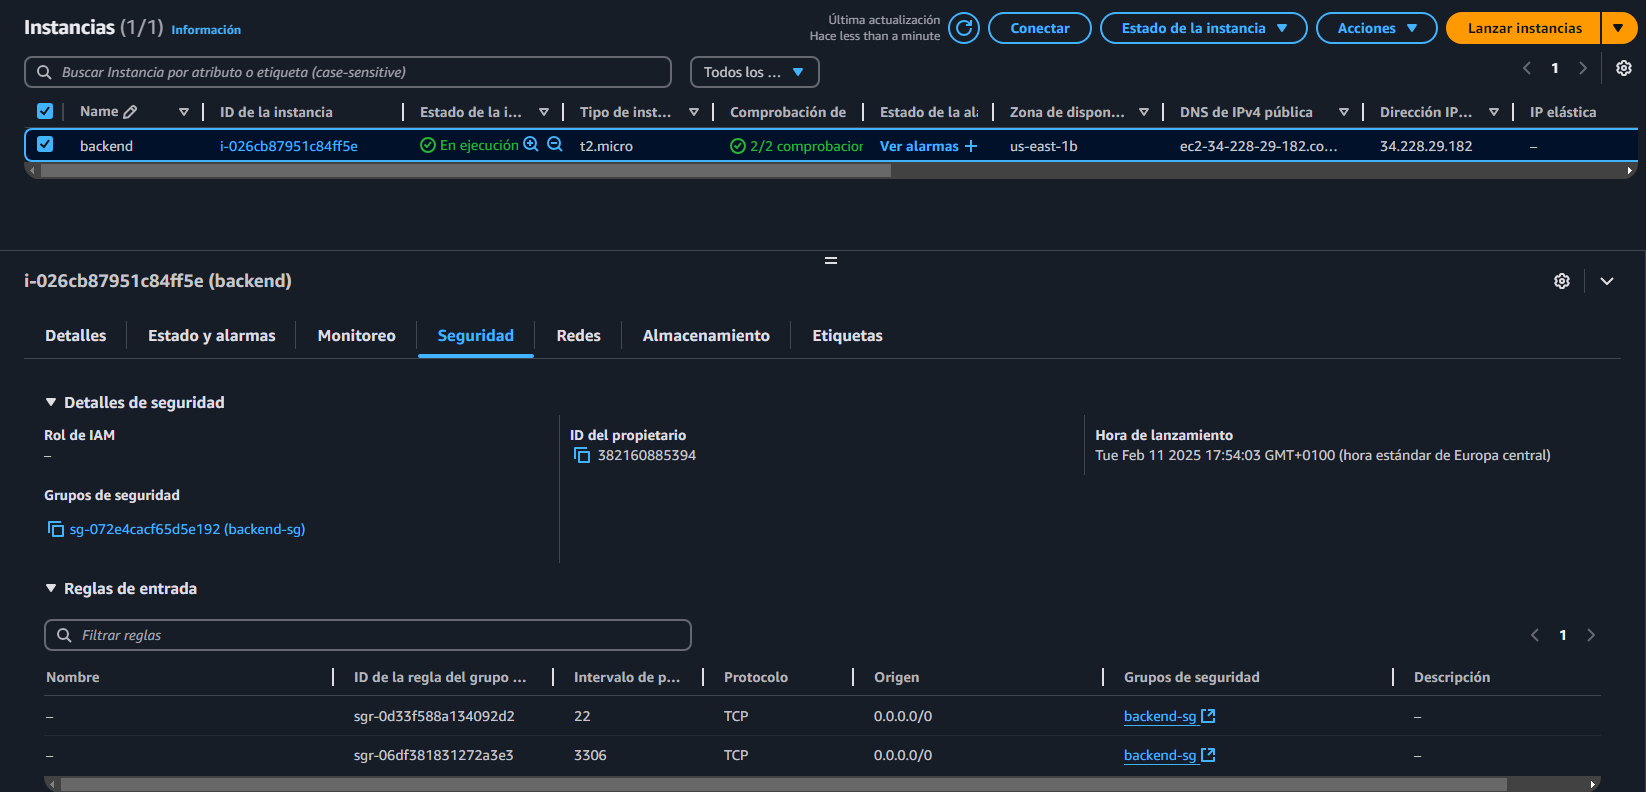 Instancias (1/1) Información
Última actualización
Hace less than a minute
Conectar
Estado de la instancia
Acciones
Lanzar instancias
Buscar Instancia por atributo o etiqueta (case-sensitive)
Todos los ...
1
Name ID de la instancia Estado de la i... Tipo de inst... Comprobación de Estado de la al Zona de dispon... DNS de IPv4 pública Dirección IP... IP elástica
backend i-026cb87951c84ff5e En ejecución t2.micro 2/2 comprobacion Ver alarmas + us-east-1b ec2-34-228-29-182.co... 34.228.29.182 –
i-026cb87951c84ff5e (backend)
Detalles Estado y alarmas Monitoreo Seguridad Redes Almacenamiento Etiquetas
Detalles de seguridad
Rol de IAM
–
ID del propietario
382160885394
Hora de lanzamiento
Tue Feb 11 2025 17:54:03 GMT+0100 (hora estándar de Europa central)
Grupos de seguridad
sg-072e4cacf65d5e192 (backend-sg)
Reglas de entrada
Filtrar reglas
1
Nombre ID de la regla del grupo ... Intervalo de p... Protocolo Origen Grupos de seguridad Descripción
– sgr-0d33f588a134092d2 22 TCP 0.0.0.0/0 backend-sg –
– sgr-06df381831272a3e3 3306 TCP 0.0.0.0/0 backend-sg –